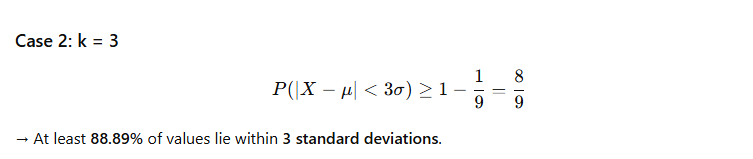 Case 2: k = 3
P(|X − μ| < 3σ) ≥ 1 − 1/9 = 8/9
→ At least 88.89% of values lie within 3 standard deviations.